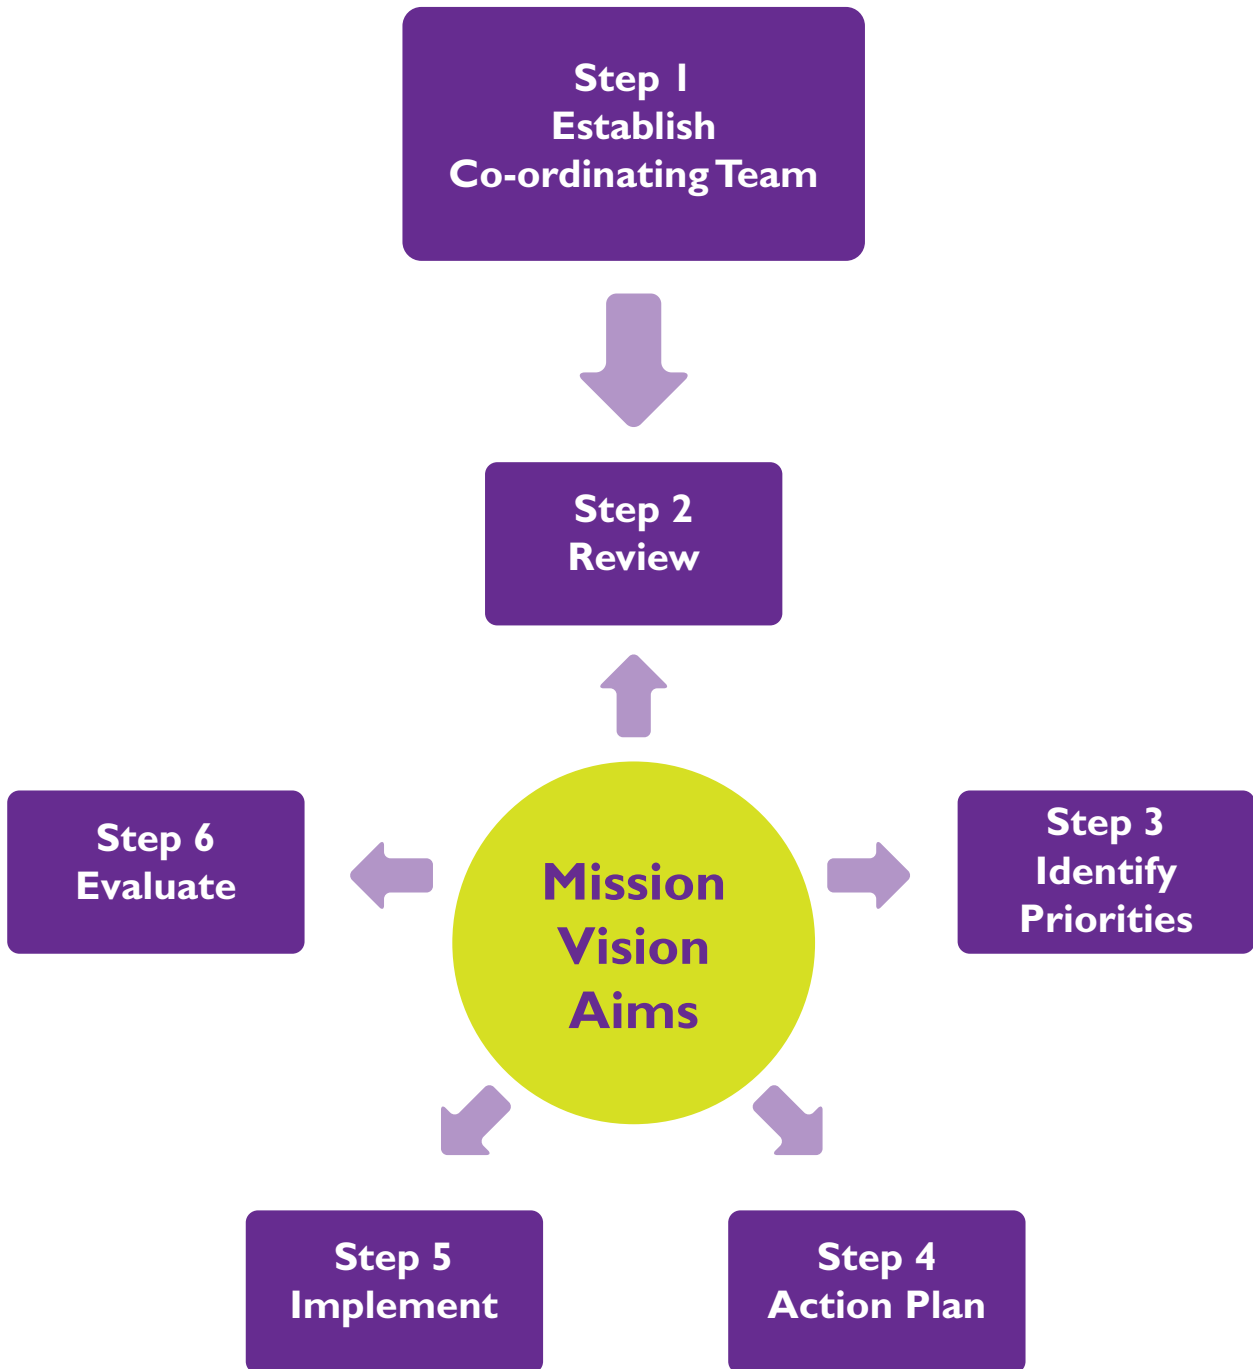 Step 1
Establish
Co-ordinating Team
Step 2
Review
Step 6
Evaluate
Mission
Vision
Aims
Step 3
Identify
Priorities
Step 5
Implement
Step 4
Action Plan